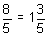 8/5 = 1 3/5